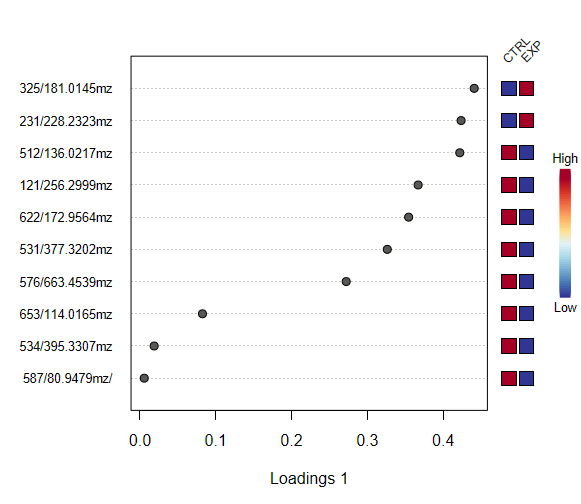 CTRL
EXP
325/181.0145mz
231/228.2323mz
512/136.0217mz
121/256.2999mz
622/172.9564mz
531/377.3202mz
576/663.4539mz
653/114.0165mz
534/395.3307mz
587/80.9479mz/
High
Low
0.0 0.1 0.2 0.3 0.4
Loadings 1